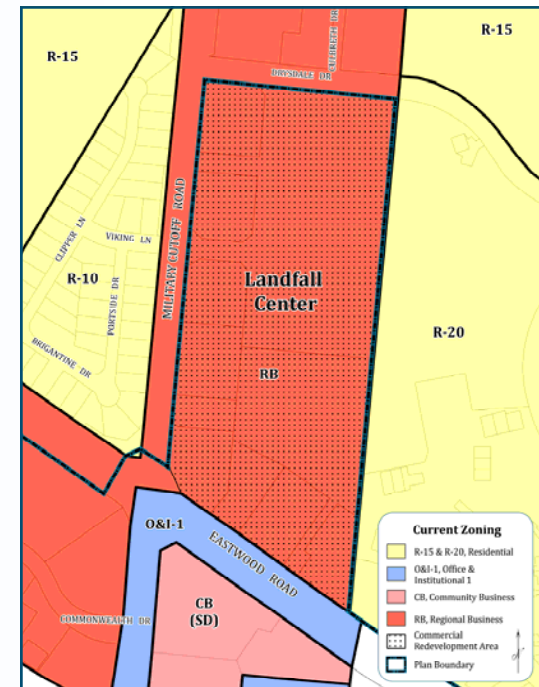 R-15
R-15
CULBRETH DR
DRYSDALE DR
MILITARY CUTOFF ROAD
CLIPPER LN
VIKING LN
PORTSIDE DR
R-10
BRIGANTINE DR
Landfall
Center
RB
R-20
O&I-1
EASTWOOD ROAD
CB
(SD)
COMMONWEALTH DR
Current Zoning
R-15 & R-20, Residential
O&I-1, Office &
Institutional 1
CB, Community Business
RB, Regional Business
Commercial
Redevelopment Area
Plan Boundary
N